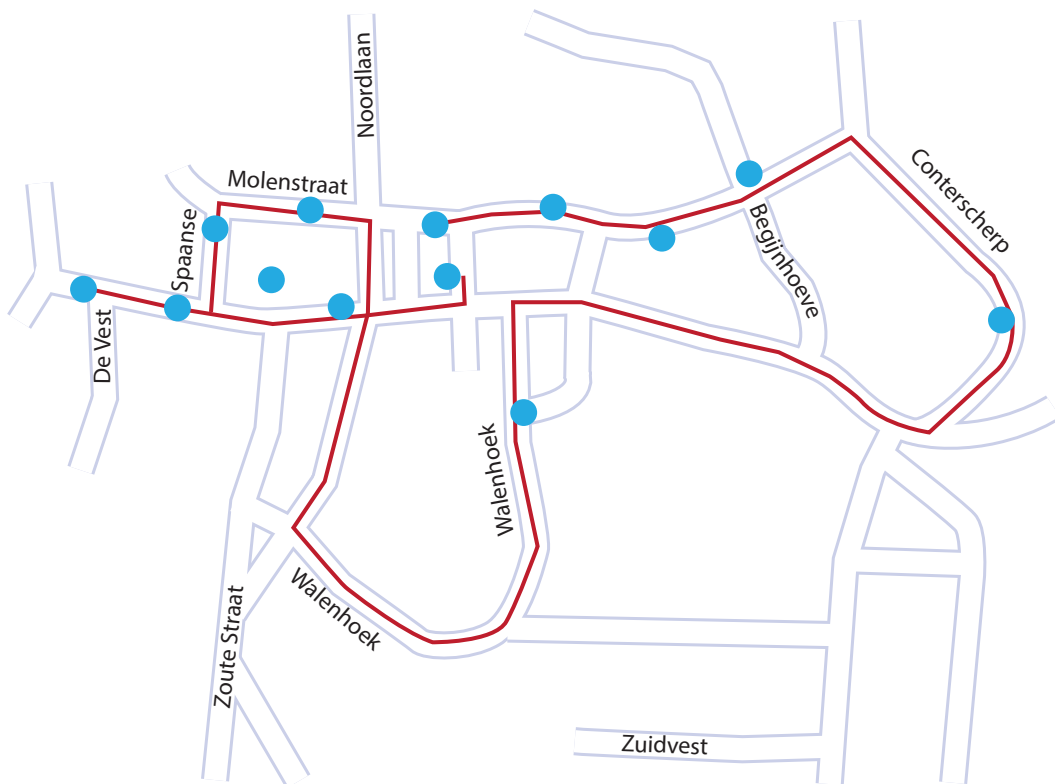 Noordlaan
Molenstraat
Conterscherp
Spaanse
Begijnhoeve
De Vest
Walenhoek
Walenhoek
Zoute Straat
Zuidvest